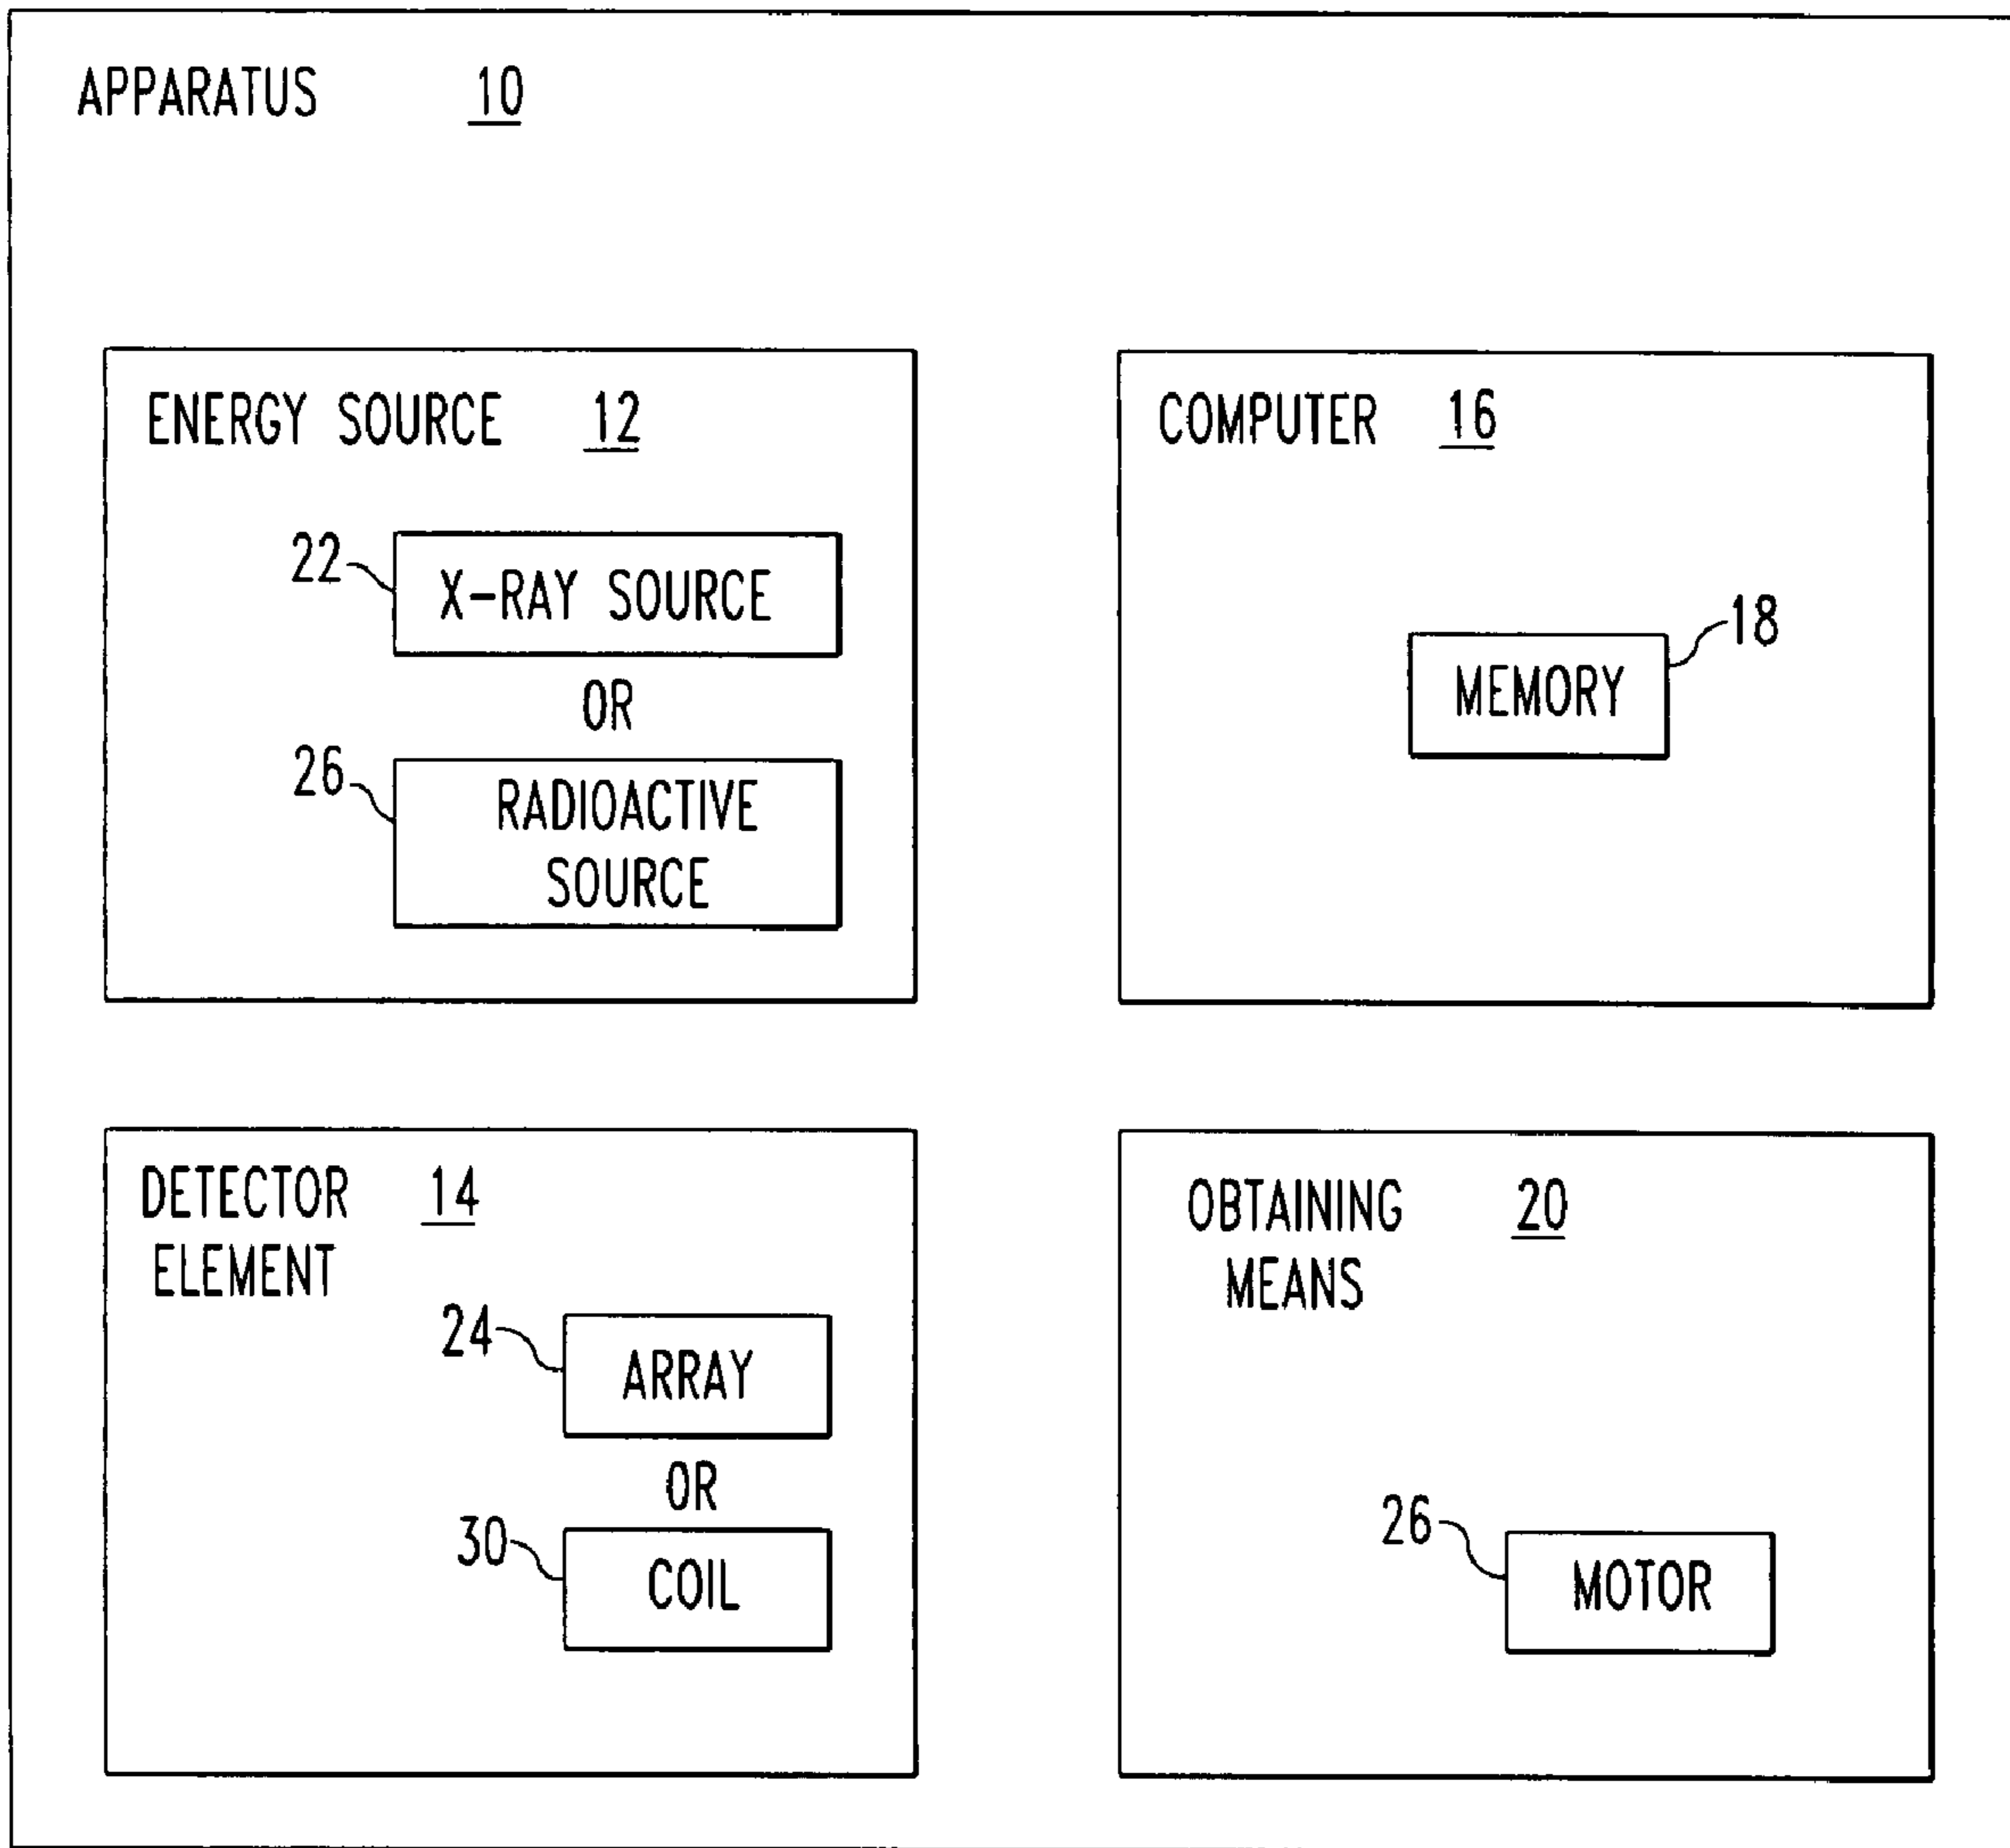 APPARATUS 10
ENERGY SOURCE 12
22 X-RAY SOURCE
OR
26 RADIOACTIVE
SOURCE
COMPUTER 16
18
MEMORY
DETECTOR 14
ELEMENT
24 ARRAY
OR
30 COIL
OBTAINING 20
MEANS
26 MOTOR